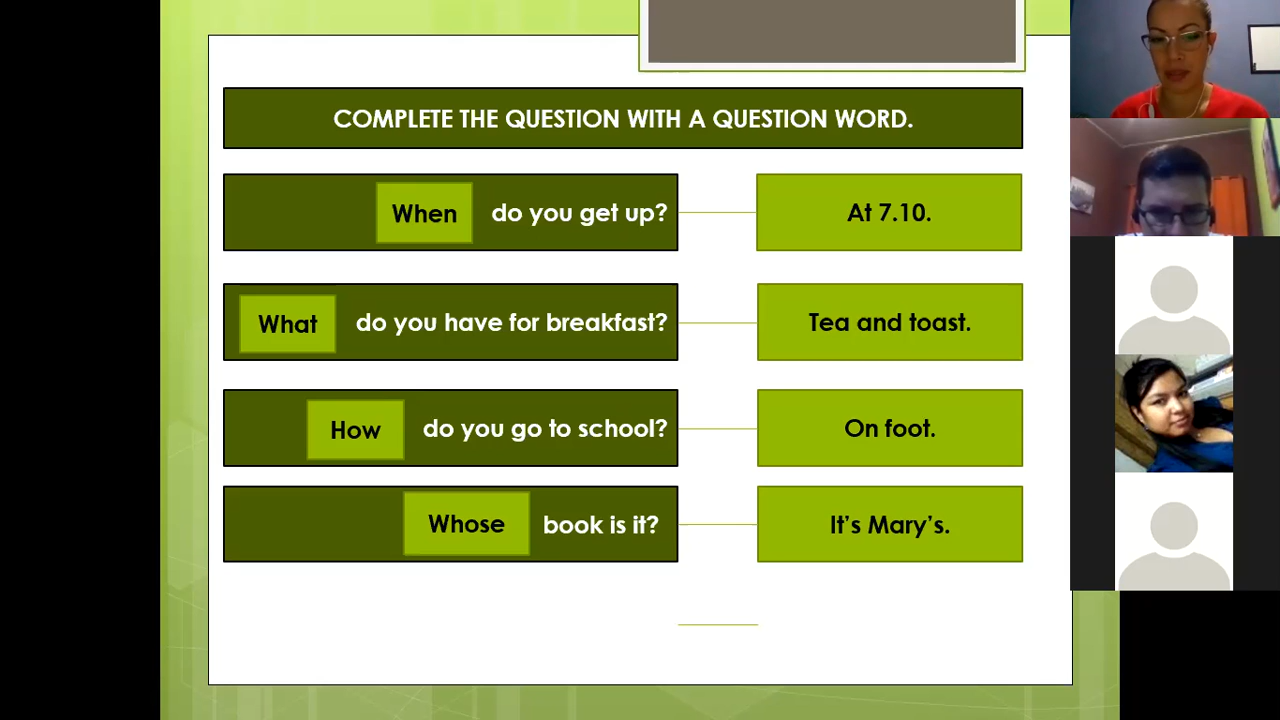 COMPLETE THE QUESTION WITH A QUESTION WORD.
When do you get up? At 7.10.
What do you have for breakfast? Tea and toast.
How do you go to school? On foot.
Whose book is it? It's Mary's.